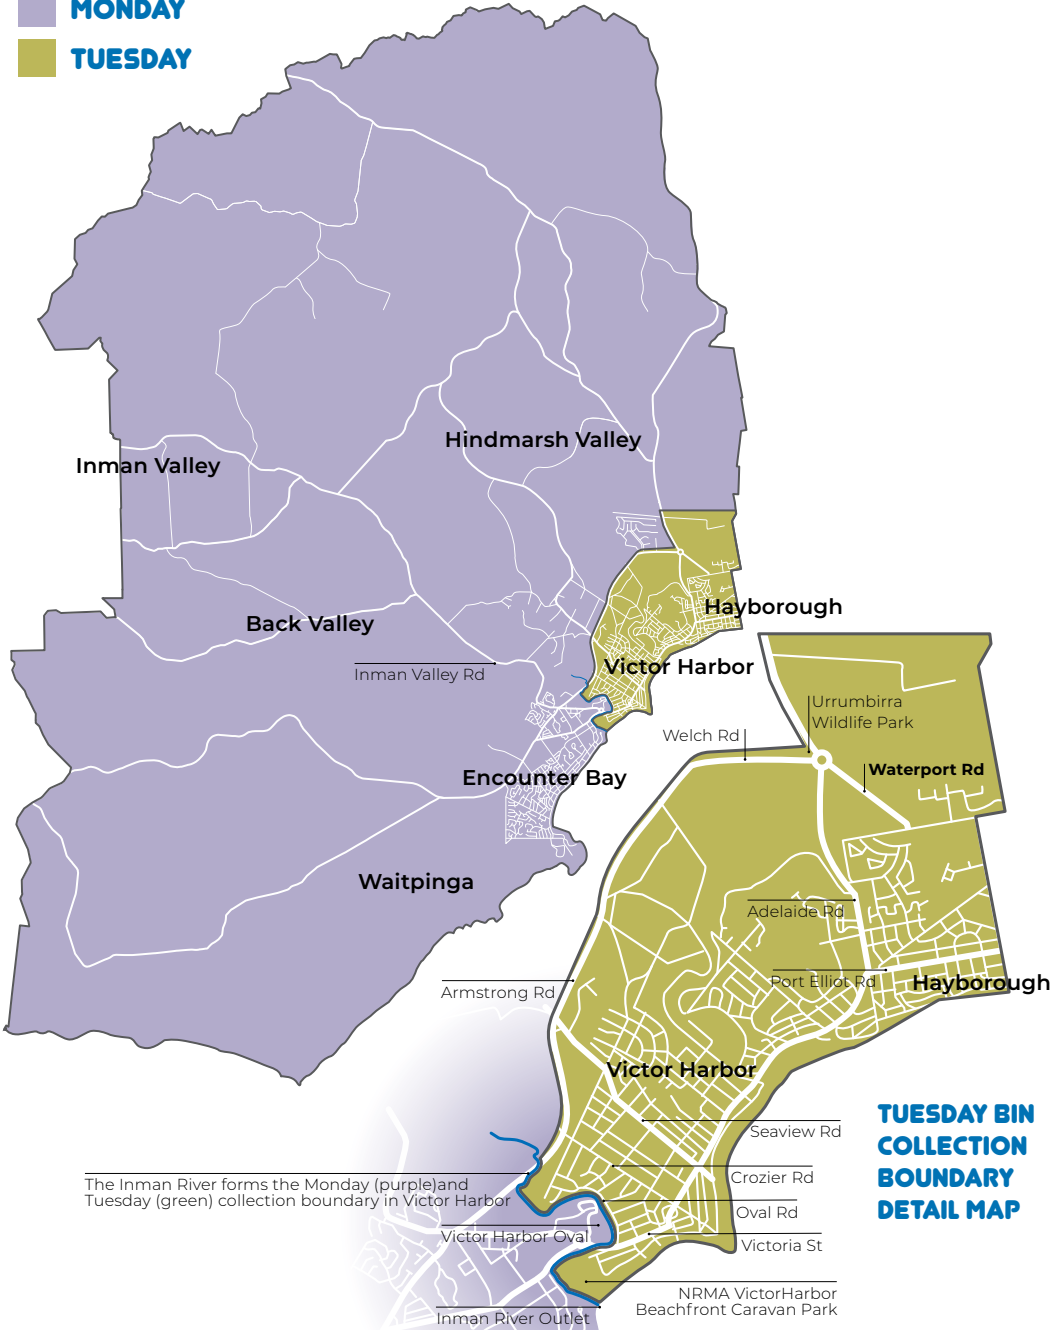 MONDAY
TUESDAY
Hindmarsh Valley
Inman Valley
Hayborough
Back Valley
Victor Harbor
Inman Valley Rd
Urrumbirra
Wildlife Park
Welch Rd
Waterport Rd
Encounter Bay
Waitpinga
Adelaide Rd
Port Elliot Rd
Hayborough
Armstrong Rd
Victor Harbor
TUESDAY BIN
COLLECTION
BOUNDARY
DETAIL MAP
Seaview Rd
Crozier Rd
The Inman River forms the Monday (purple)and
Tuesday (green) collection boundary in Victor Harbor
Oval Rd
Victor Harbor Oval
Victoria St
NRMA VictorHarbor
Beachfront Caravan Park
Inman River Outlet